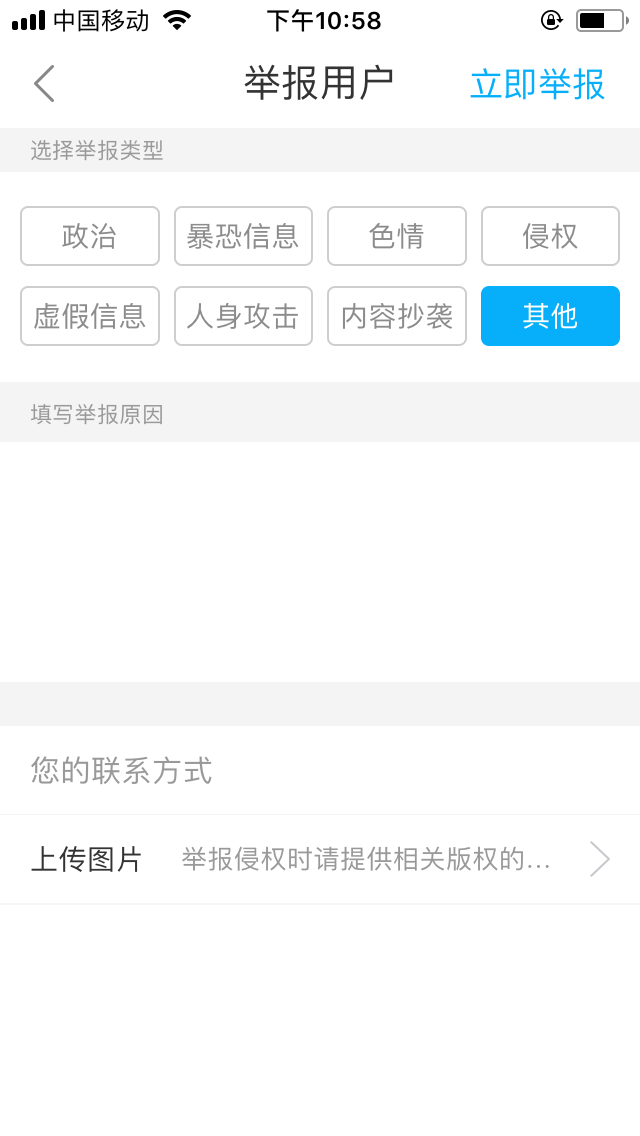 中国移动 下午10:58
举报用户 立即举报
选择举报类型
政治 暴恐信息 色情 侵权
虚假信息 人身攻击 内容抄袭 其他
填写举报原因
您的联系方式
上传图片 举报侵权时请提供相关版权的...